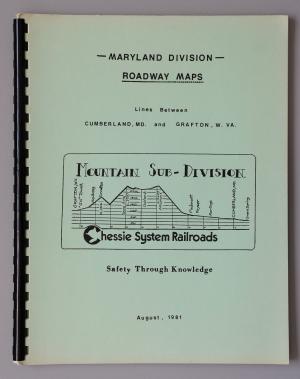 — MARYLAND DIVISION —
ROADWAY MAPS
Lines Between
CUMBERLAND, MD. and GRAFTON, W. VA.
MOUNTAIN SUB-DIVISION
Chessie System Railroads
Safety Through Knowledge
August, 1981